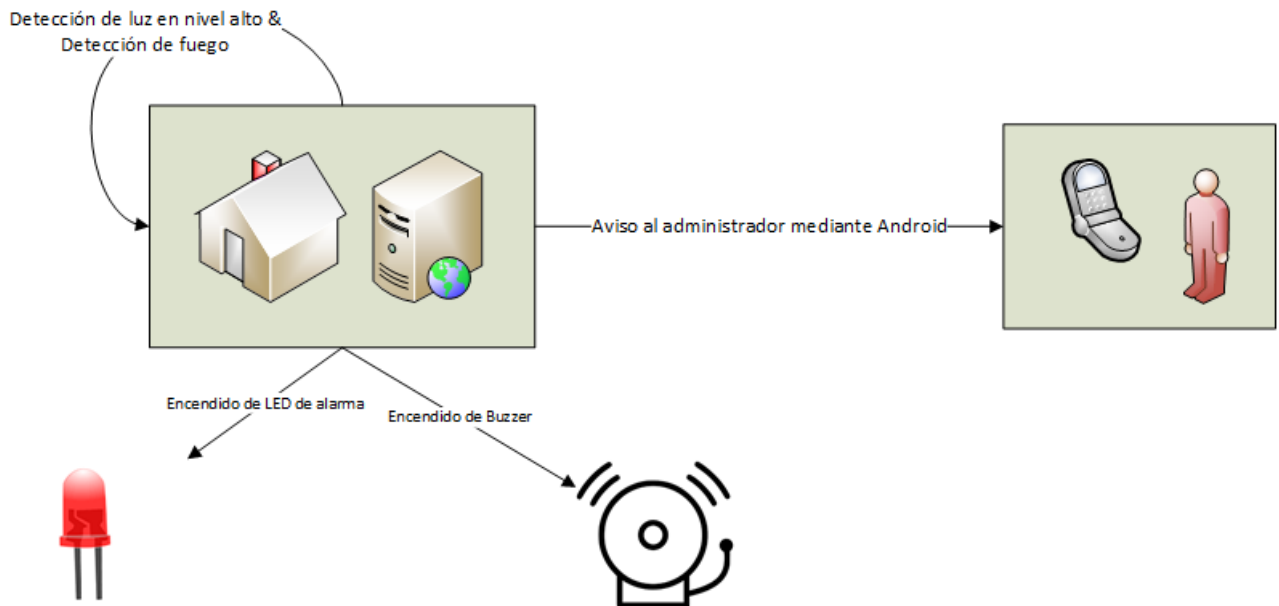 Detección de luz en nivel alto &
Detección de fuego
Aviso al administrador mediante Android
Encendido de LED de alarma
Encendido de Buzzer